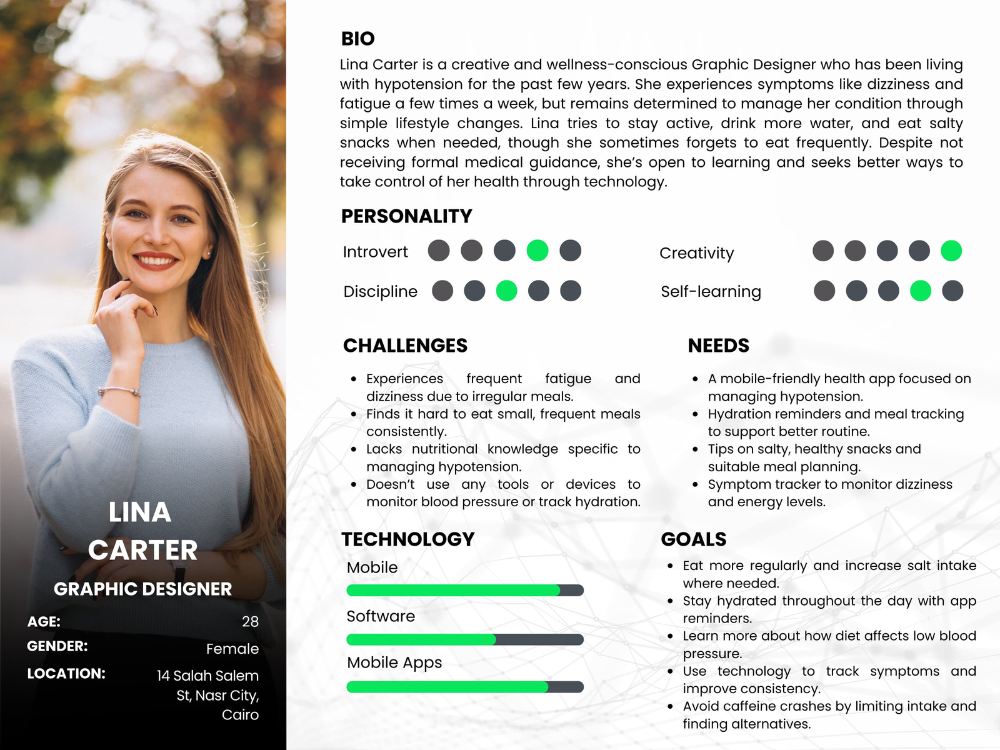 LINA
CARTER
GRAPHIC DESIGNER
AGE: 28
GENDER: Female
LOCATION: 14 Salah Salem
St, Nasr City,
Cairo
BIO
Lina Carter is a creative and wellness-conscious Graphic Designer who has been living
with hypotension for the past few years. She experiences symptoms like dizziness and
fatigue a few times a week, but remains determined to manage her condition through
simple lifestyle changes. Lina tries to stay active, drink more water, and eat salty
snacks when needed, though she sometimes forgets to eat frequently. Despite not
receiving formal medical guidance, she’s open to learning and seeks better ways to
take control of her health through technology.
PERSONALITY
Introvert
Creativity
Discipline
Self-learning
CHALLENGES
• Experiences frequent fatigue and
dizziness due to irregular meals.
• Finds it hard to eat small, frequent meals
consistently.
• Lacks nutritional knowledge specific to
managing hypotension.
• Doesn’t use any tools or devices to
monitor blood pressure or track hydration.
NEEDS
• A mobile-friendly health app focused on
managing hypotension.
• Hydration reminders and meal tracking
to support better routine.
• Tips on salty, healthy snacks and
suitable meal planning.
• Symptom tracker to monitor dizziness
and energy levels.
TECHNOLOGY
Mobile
Software
Mobile Apps
GOALS
• Eat more regularly and increase salt intake
where needed.
• Stay hydrated throughout the day with app
reminders.
• Learn more about how diet affects low blood
pressure.
• Use technology to track symptoms and
improve consistency.
• Avoid caffeine crashes by limiting intake and
finding alternatives.